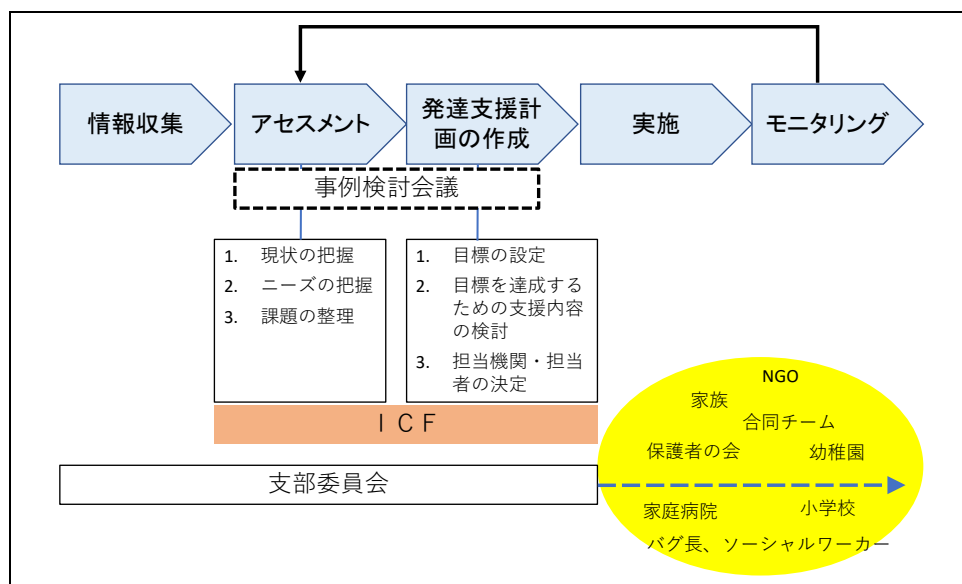 情報収集
アセスメント
発達支援計
画の作成
実施
モニタリング
事例検討会議
1. 現状の把握
2. ニーズの把握
3. 課題の整理
1. 目標の設定
2. 目標を達成する
ための支援内容
の検討
3. 担当機関・担当
者の決定
ＩＣＦ
支部委員会
NGO
家族
合同チーム
保護者の会
幼稚園
家庭病院
小学校
バグ長、ソーシャルワーカー